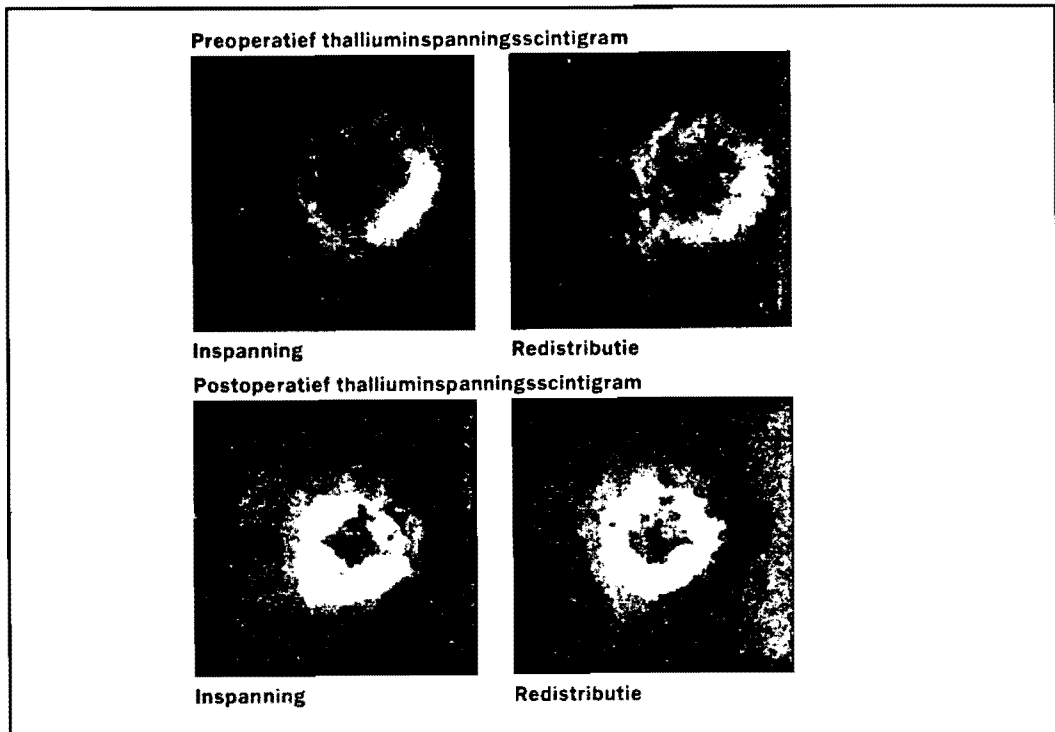 Preoperatief thalliuminspanningsscintigram
Inspanning
Redistributie
Postoperatief thalliuminspanningsscintigram
Inspanning
Redistributie